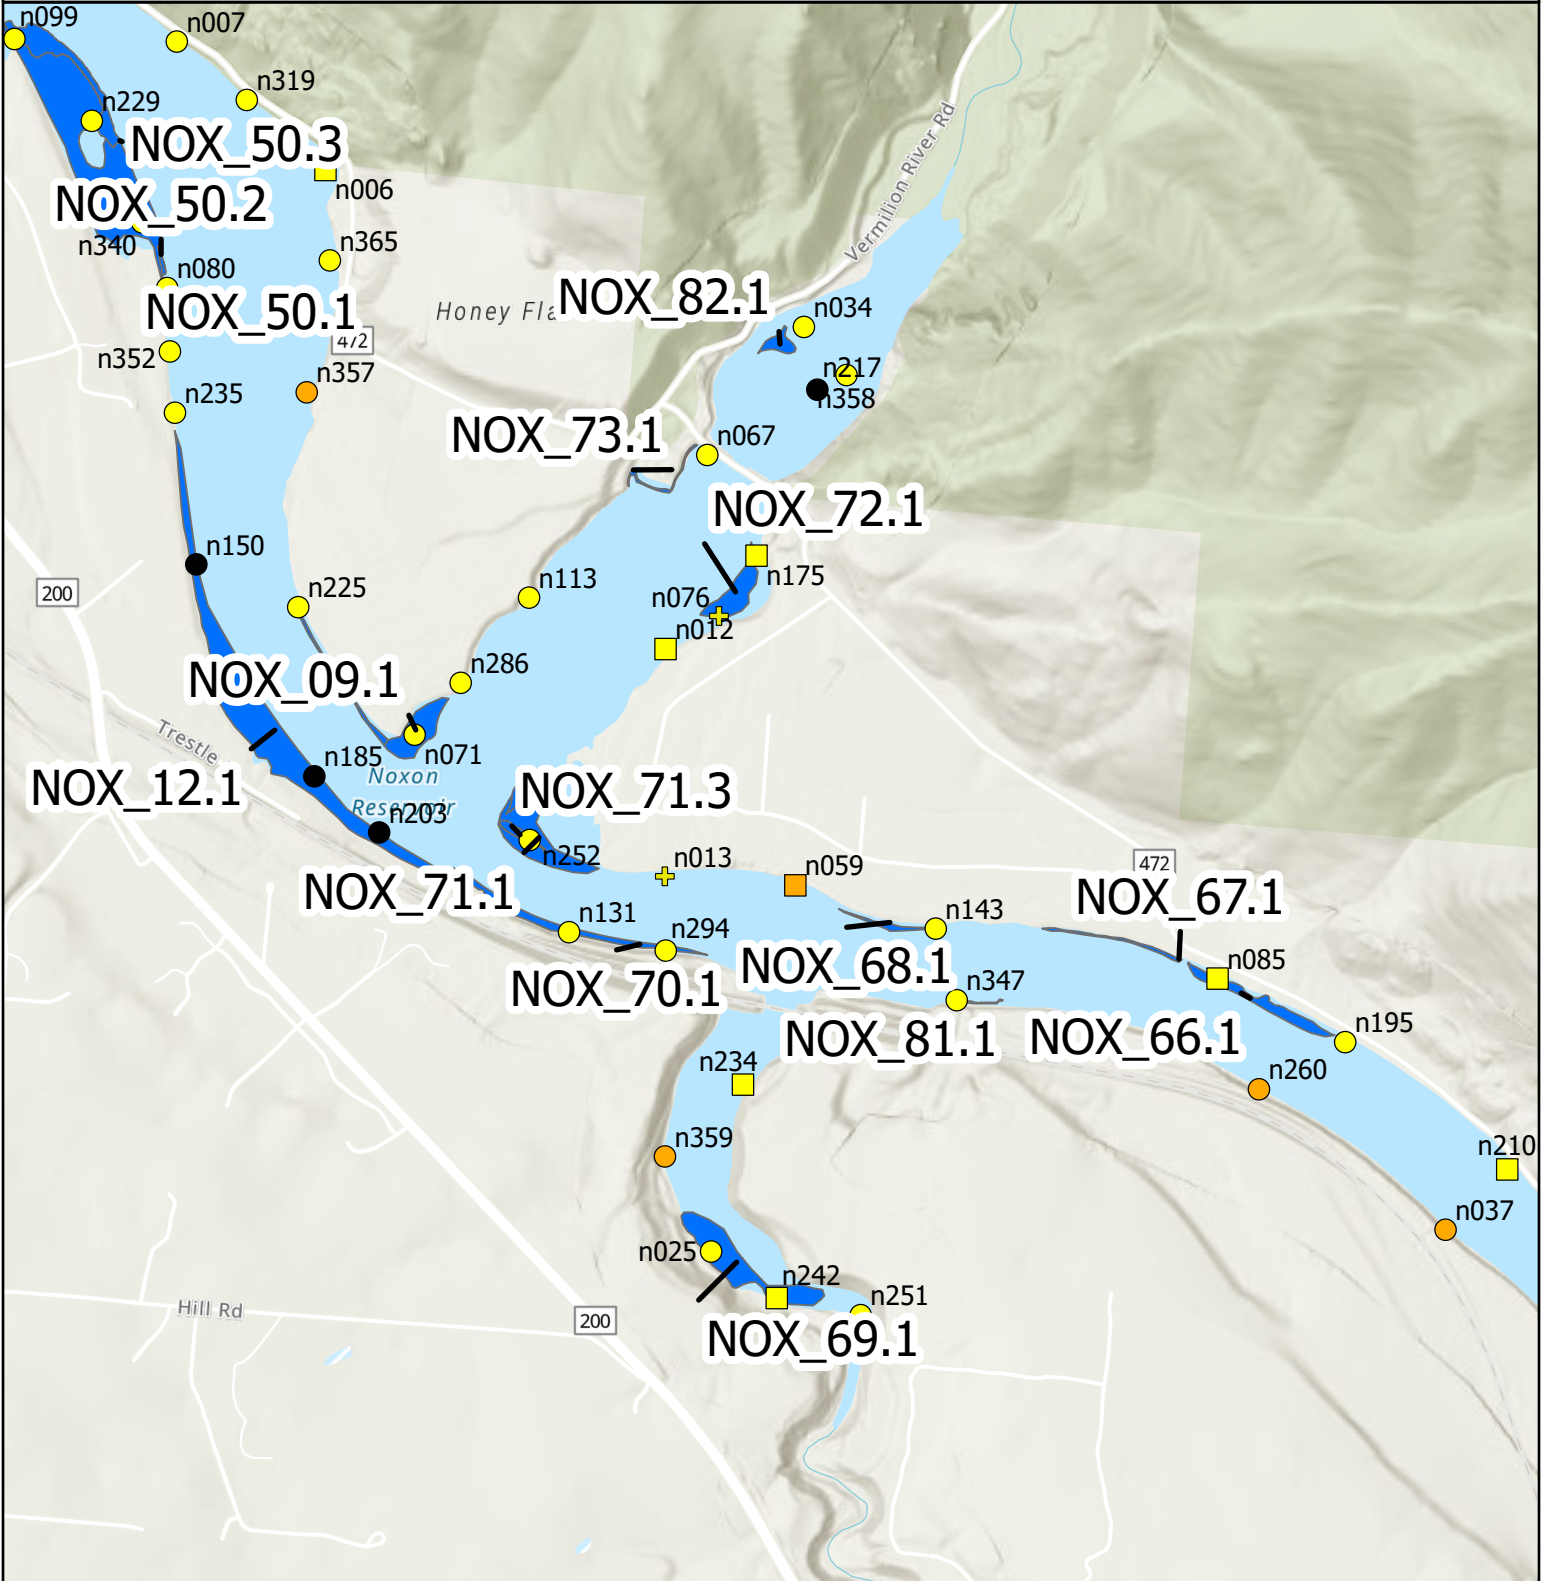 n099
n007
n319
n229
NOX_50.3
n006
NOX_50.2
n340
n365
n080
NOX_50.1
Honey Fla
NOX_82.1
Vermilion River Rd
n034
472
n352
n357
n217
n358
n235
NOX_73.1
n067
NOX_72.1
n150
n175
200
n225
n113
n076
n012
NOX_09.1
n286
Trestle
n071
n185
Noxon
Reservoir
NOX_12.1
NOX_71.3
n203
n252
n013
n059
472
NOX_71.1
NOX_67.1
n131
n294
n143
NOX_68.1
n085
NOX_70.1
n347
NOX_81.1
NOX_66.1
n195
n234
n260
n359
n210
n037
n025
n242
n251
Hill Rd
200
NOX_69.1